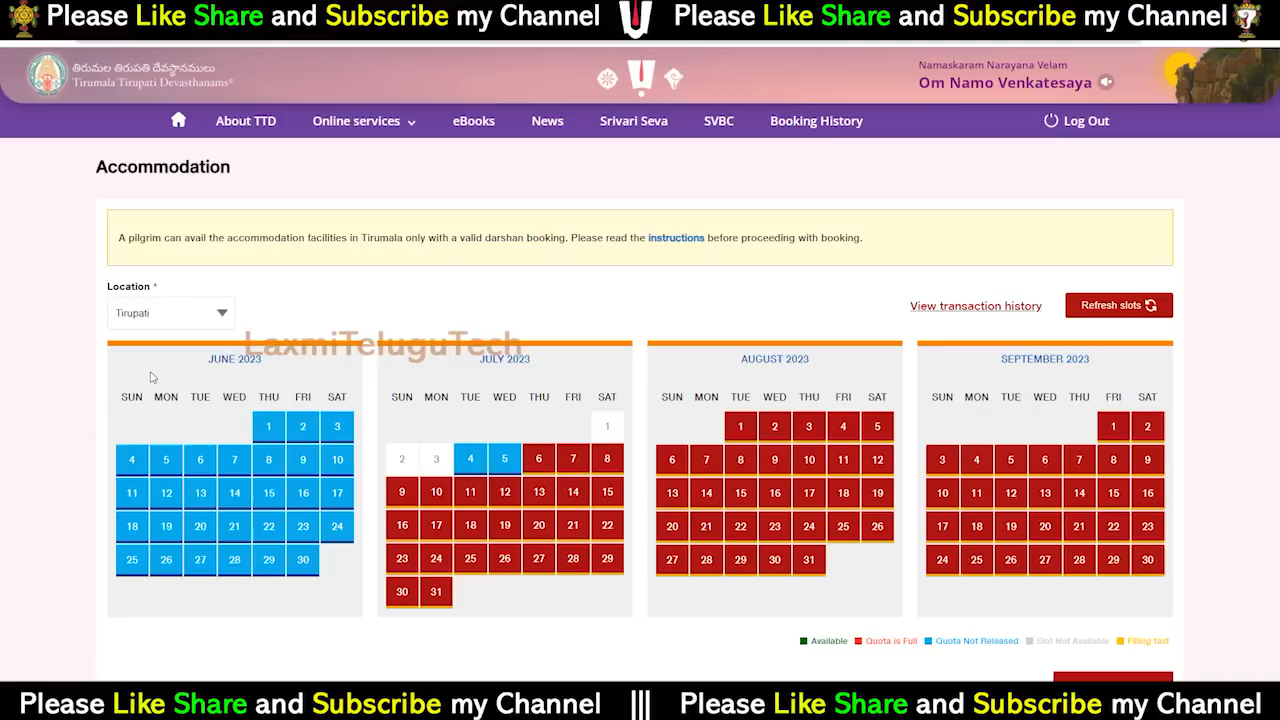 Please Like Share and Subscribe my Channel Please Like Share and Subscribe my Channel
తిరుమల తిరుపతి దేవస్థానములు
Tirumala Tirupati Devasthanams®
Namaskaram Narayana Velam
Om Namo Venkatesaya
About TTD Online services eBooks News Srivari Seva SVBC Booking History Log Out
Accommodation
A pilgrim can avail the accommodation facilities in Tirumala only with a valid darshan booking. Please read the instructions before proceeding with booking.
Location *
Tirupati
View transaction history Refresh slots
LaxmiTeluguTech
JUNE 2023
SUN MON TUE WED THU FRI SAT
1 2 3
4 5 6 7 8 9 10
11 12 13 14 15 16 17
18 19 20 21 22 23 24
25 26 27 28 29 30
JULY 2023
SUN MON TUE WED THU FRI SAT
1
2 3 4 5 6 7 8
9 10 11 12 13 14 15
16 17 18 19 20 21 22
23 24 25 26 27 28 29
30 31
AUGUST 2023
SUN MON TUE WED THU FRI SAT
1 2 3 4 5
6 7 8 9 10 11 12
13 14 15 16 17 18 19
20 21 22 23 24 25 26
27 28 29 30 31
SEPTEMBER 2023
SUN MON TUE WED THU FRI SAT
1 2
3 4 5 6 7 8 9
10 11 12 13 14 15 16
17 18 19 20 21 22 23
24 25 26 27 28 29 30
Available Quota is Full Quota Not Released Slot Not Available Filling fast
Please Like Share and Subscribe my Channel ||| Please Like Share and Subscribe my Channel